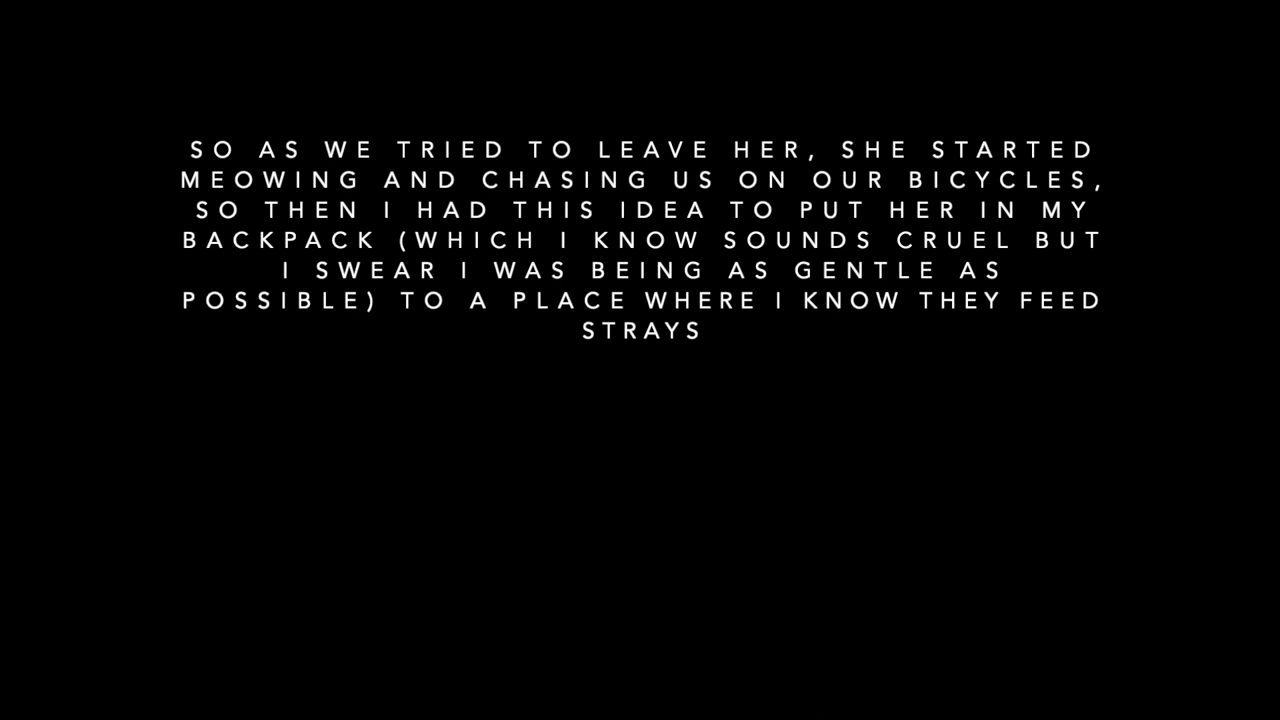 SO AS WE TRIED TO LEAVE HER, SHE STARTED
MEOWING AND CHASING US ON OUR BICYCLES,
SO THEN I HAD THIS IDEA TO PUT HER IN MY
BACKPACK (WHICH I KNOW SOUNDS CRUEL BUT
I SWEAR I WAS BEING AS GENTLE AS
POSSIBLE) TO A PLACE WHERE I KNOW THEY FEED
STRAYS